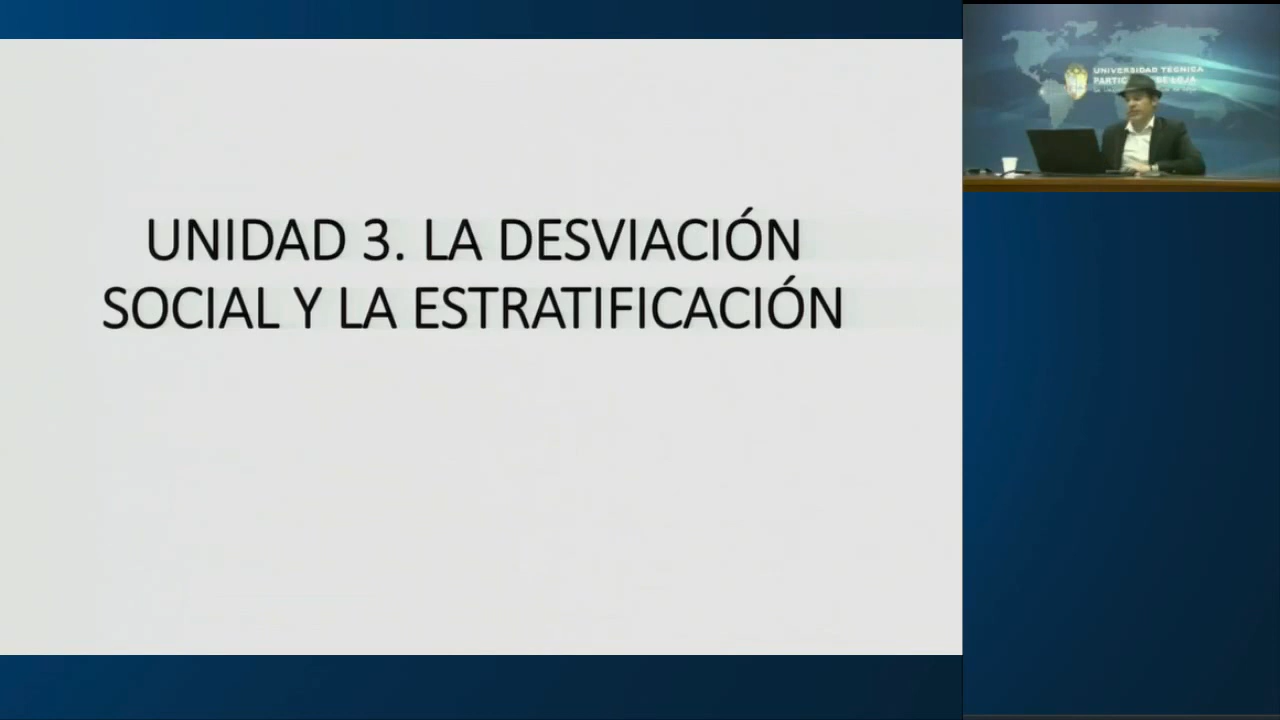 UNIDAD 3. LA DESVIACIÓN
SOCIAL Y LA ESTRATIFICACIÓN
UNIVERSIDAD TÉCNICA